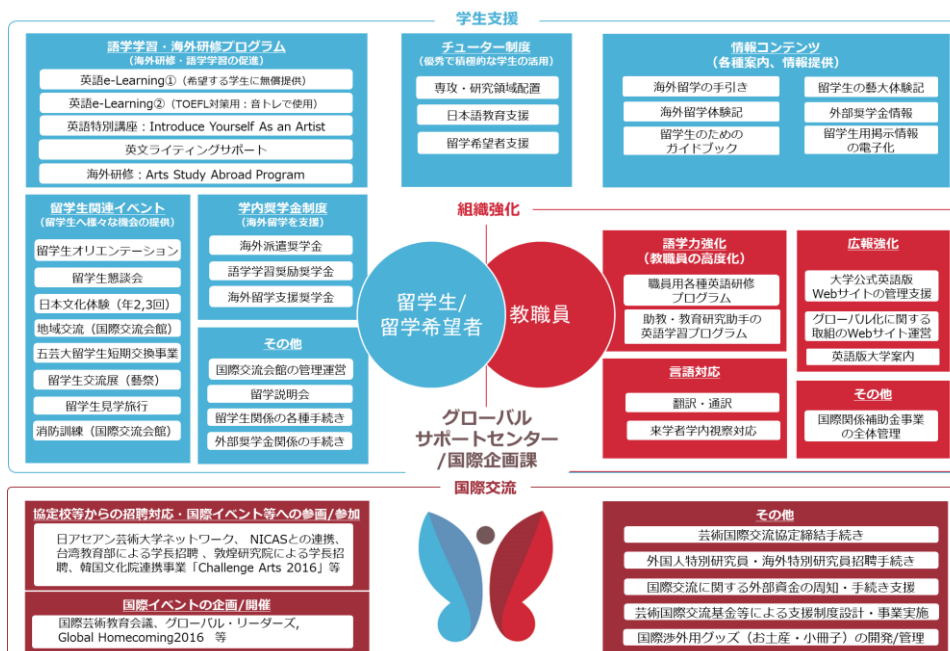 学生支援
語学学習・海外研修プログラム
(海外研修・語学学習の促進)
英語e-Learning①（希望する学生に無償提供）
英語e-Learning②（TOEFL対策用：音トレで使用）
英語特別講座：Introduce Yourself As an Artist
英文ライティングサポート
海外研修：Arts Study Abroad Program
チューター制度
(優秀で積極的な学生の活用)
専攻・研究領域配置
日本語教育支援
留学希望者支援
情報コンテンツ
(各種案内、情報提供)
海外留学の手引き
海外留学体験記
留学生のための
ガイドブック
留学生の藝大体験記
外部奨学金情報
留学生用掲示情報
の電子化
留学生関連イベント
(留学生へ様々な機会の提供)
留学生オリエンテーション
留学生懇談会
日本文化体験（年2,3回）
地域交流（国際交流会館）
五芸大留学生短期交換事業
留学生交流展（藝祭）
留学生見学旅行
消防訓練（国際交流会館）
学内奨学金制度
(海外留学を支援)
海外派遣奨学金
語学学習奨励奨学金
海外留学支援奨学金
その他
国際交流会館の管理運営
留学説明会
留学生関係の各種手続き
外部奨学金関係の手続き
留学生/
留学希望者
教職員
組織強化
語学力強化
(教職員の高度化)
職員用各種英語研修
プログラム
助教・教育研究助手の
英語学習プログラム
言語対応
翻訳・通訳
来学者学内視察対応
広報強化
大学公式英語版
Webサイトの管理支援
グローバル化に関する
取組のWebサイト運営
英語版大学案内
その他
国際関係補助金事業
の全体管理
グローバル
サポートセンター
/国際企画課
国際交流
協定校等からの招聘対応・国際イベント等への参画/参加
日アセアン芸術大学ネットワーク、 NICASとの連携、
台湾教育部による学長招聘 、敦煌研究院による学長招
聘、韓国文化院連携事業「Challenge Arts 2016」等
国際イベントの企画/開催
国際芸術教育会議、グローバル・リーダーズ,
Global Homecoming2016 等
その他
芸術国際交流協定締結手続き
外国人特別研究員・海外特別研究員招聘手続き
国際交流に関する外部資金の周知・手続き支援
芸術国際交流基金等による支援制度設計・事業実施
国際渉外用グッズ（お土産・小冊子）の開発/管理